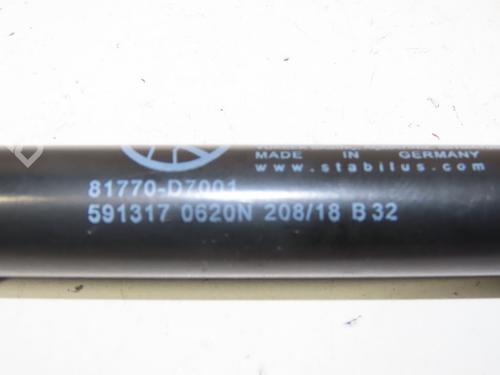 MADE IN GERMANY
www.stabilus.com
81770-D7001
591317 0620N 208/18 B32